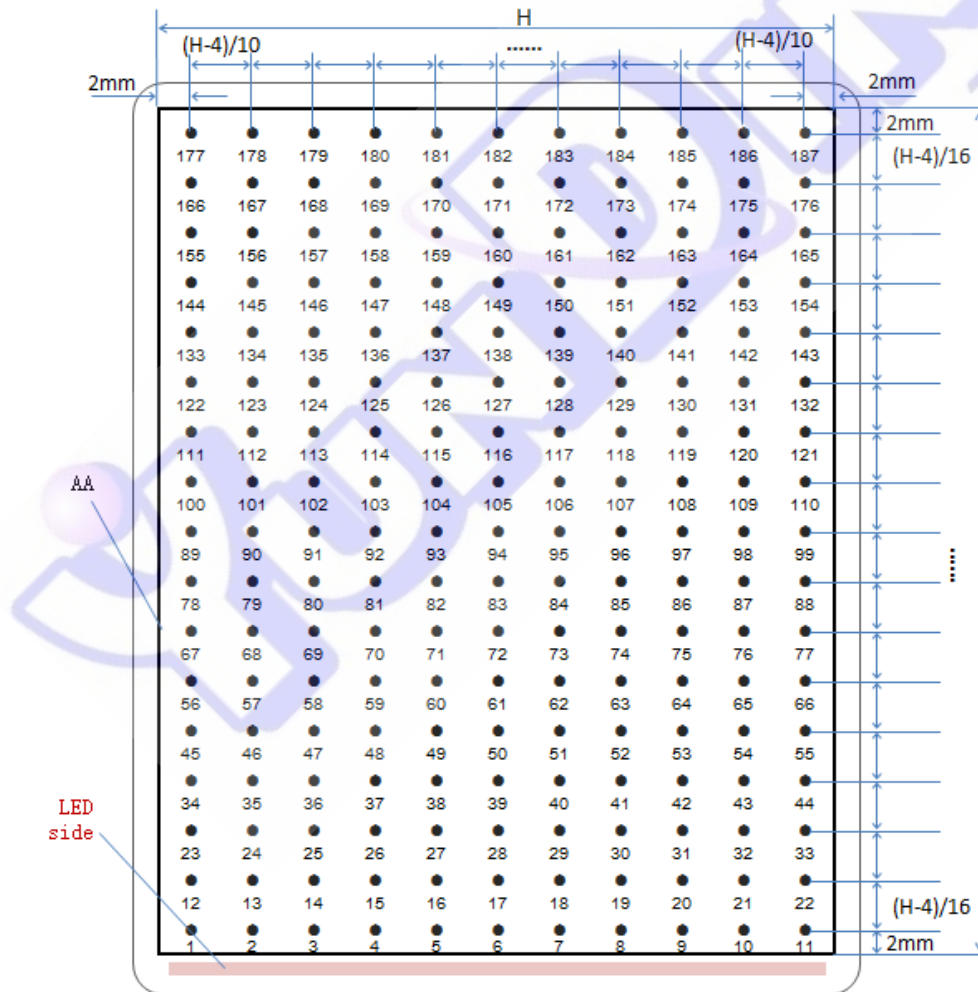 H
(H-4)/10 ...... (H-4)/10
2mm 2mm
2mm
177 178 179 180 181 182 183 184 185 186 187
(H-4)/16
166 167 168 169 170 171 172 173 174 175 176
155 156 157 158 159 160 161 162 163 164 165
144 145 146 147 148 149 150 151 152 153 154
133 134 135 136 137 138 139 140 141 142 143
122 123 124 125 126 127 128 129 130 131 132
111 112 113 114 115 116 117 118 119 120 121
AA
100 101 102 103 104 105 106 107 108 109 110
89 90 91 92 93 94 95 96 97 98 99
......
78 79 80 81 82 83 84 85 86 87 88
67 68 69 70 71 72 73 74 75 76 77
56 57 58 59 60 61 62 63 64 65 66
45 46 47 48 49 50 51 52 53 54 55
34 35 36 37 38 39 40 41 42 43 44
LED
side
23 24 25 26 27 28 29 30 31 32 33
12 13 14 15 16 17 18 19 20 21 22
(H-4)/16
1 2 3 4 5 6 7 8 9 10 11
2mm